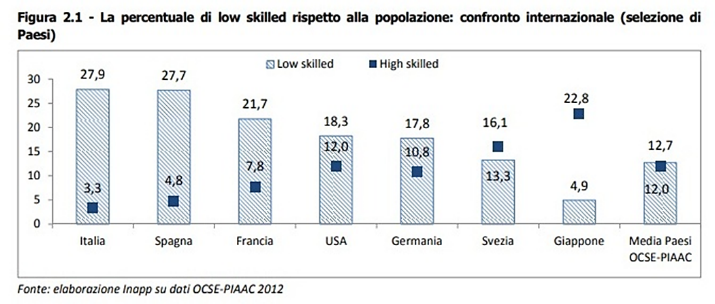 Figura 2.1 - La percentuale di low skilled rispetto alla popolazione: confronto internazionale (selezione di
Paesi)
Low skilled
High skilled
30
25
20
15
10
5
0
27,9
27,7
21,7
18,3
17,8
16,1
22,8
12,7
3,3
4,8
7,8
12,0
10,8
13,3
4,9
12,0
Italia
Spagna
Francia
USA
Germania
Svezia
Giappone
Media Paesi
OCSE-PIAAC
Fonte: elaborazione Inapp su dati OCSE-PIAAC 2012